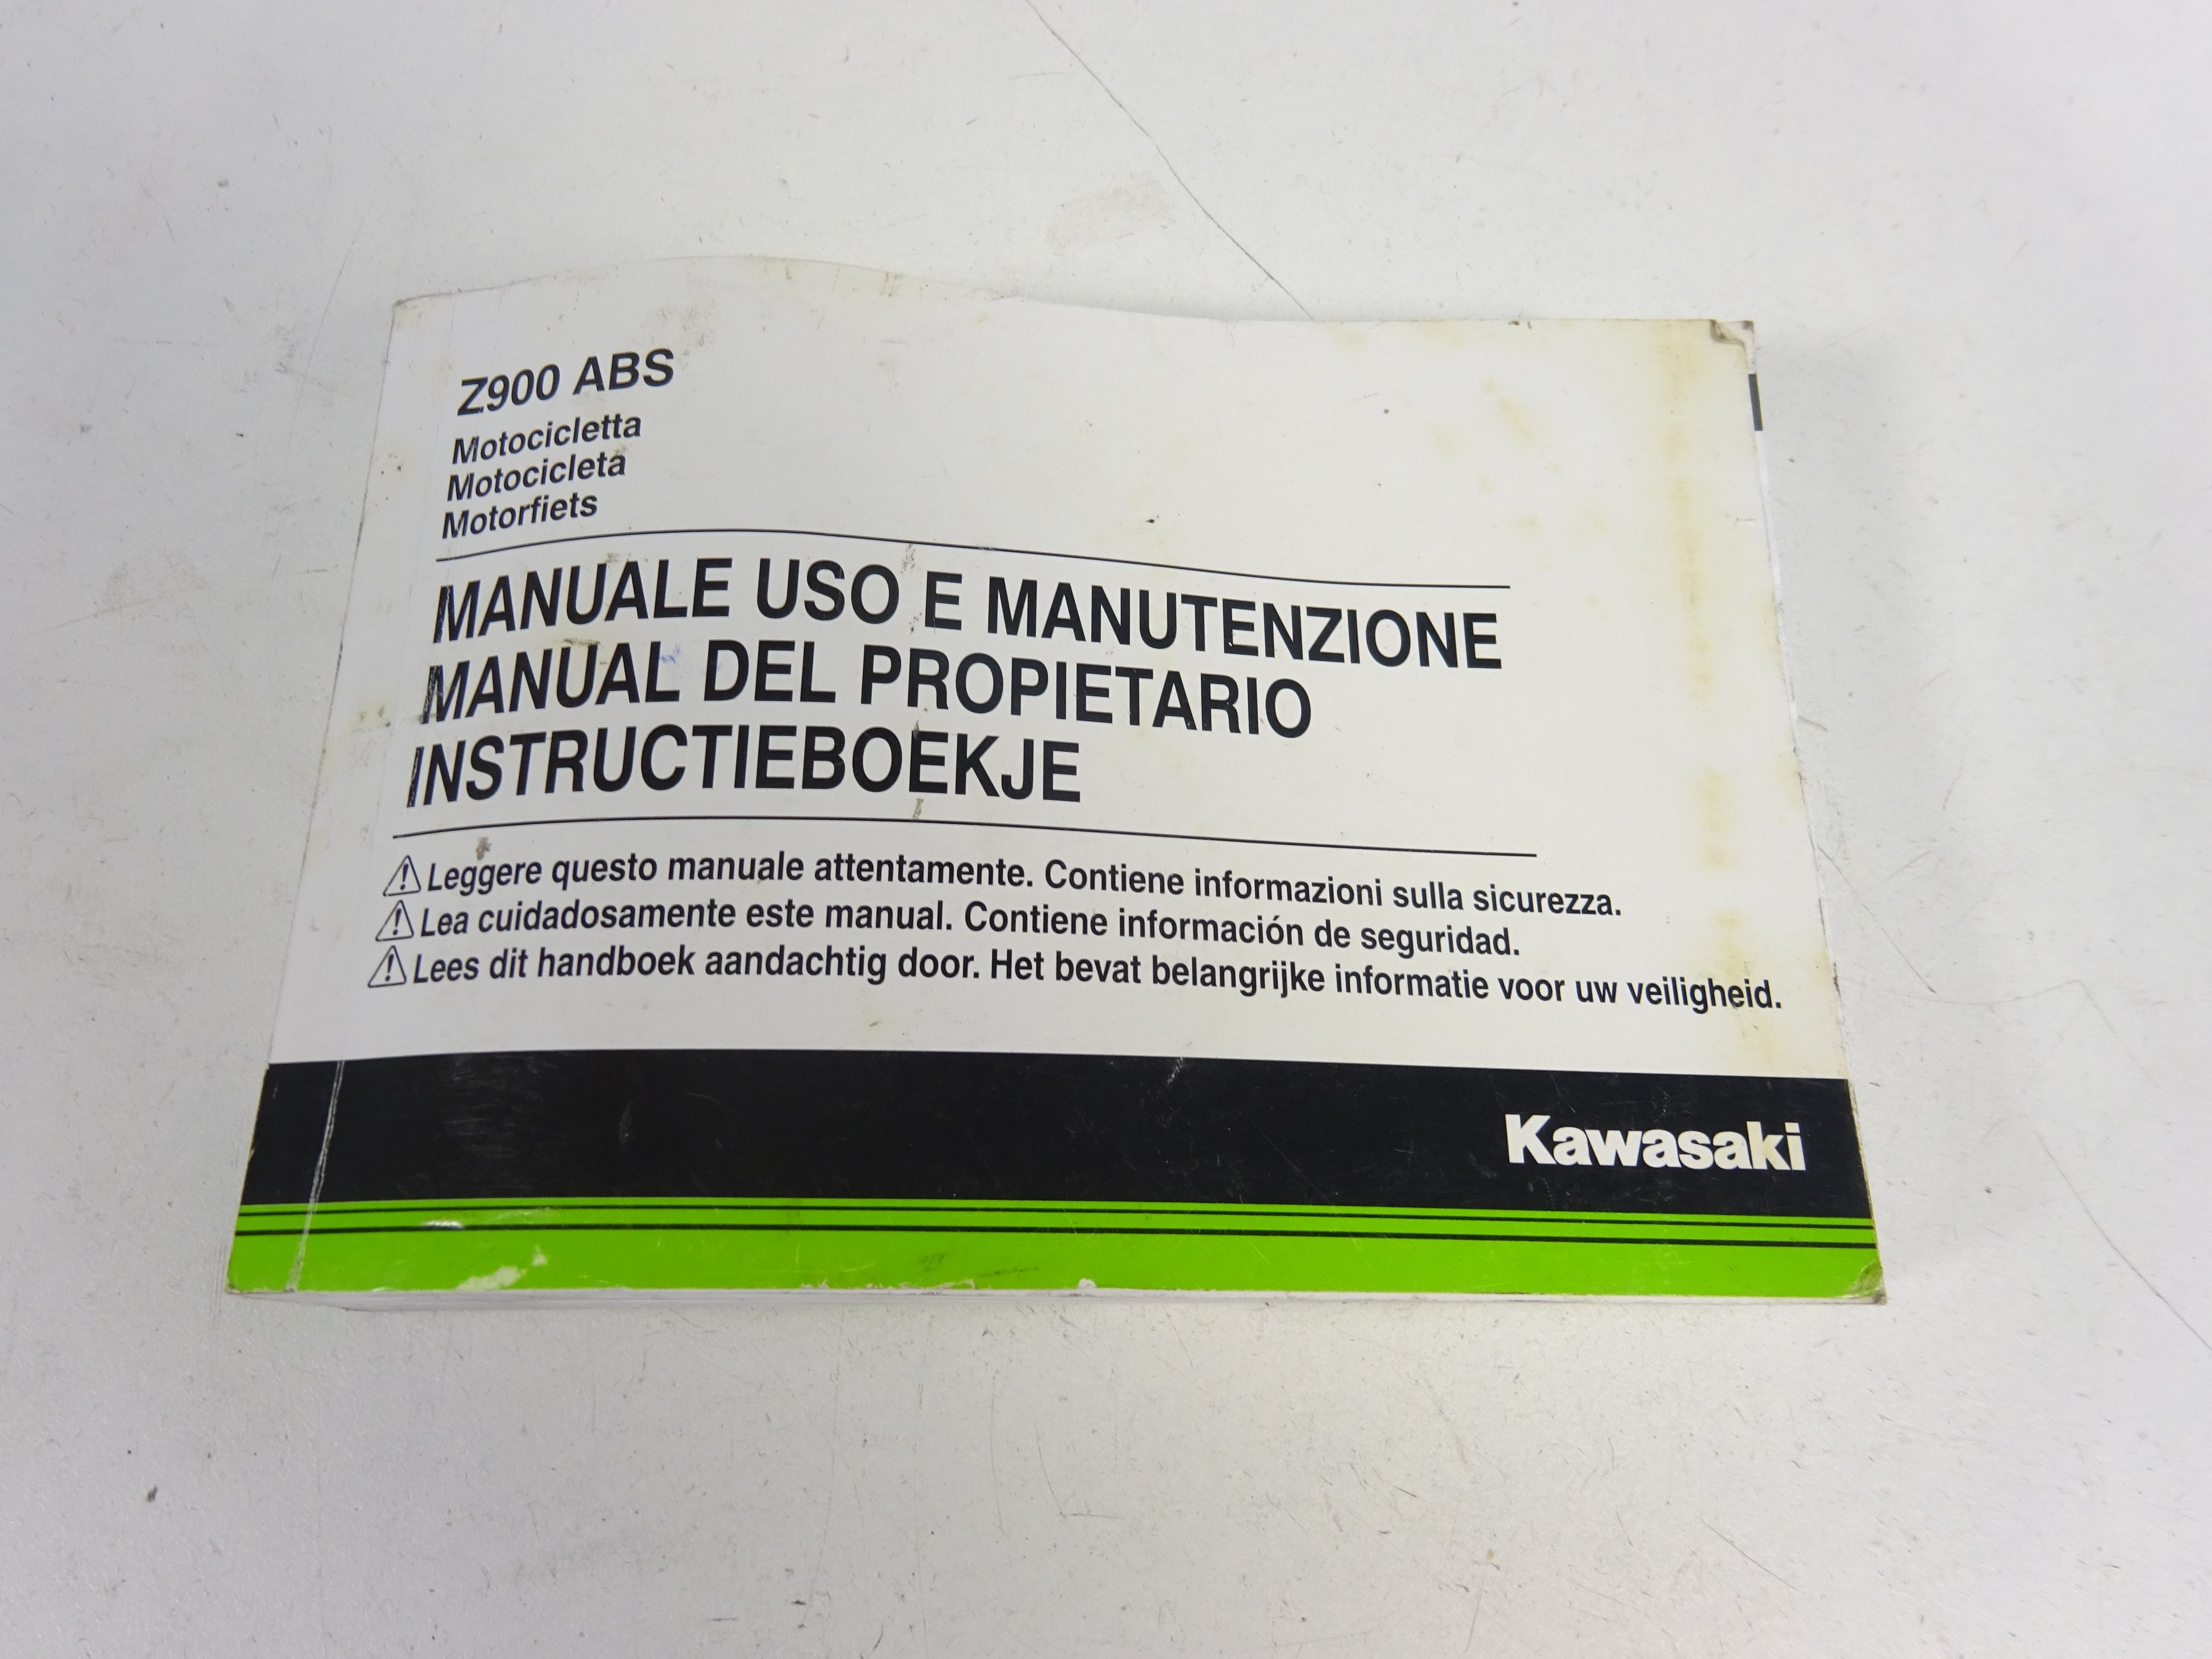 Z900 ABS
Motocicletta
Motocicleta
Motorfiets
MANUALE USO E MANUTENZIONE
MANUAL DEL PROPIETARIO
INSTRUCTIEBOEKJE
⚠Leggere questo manuale attentamente. Contiene informazioni sulla sicurezza.
⚠Lea cuidadosamente este manual. Contiene información de seguridad.
⚠Lees dit handboek aandachtig door. Het bevat belangrijke informatie voor uw veiligheid.
Kawasaki